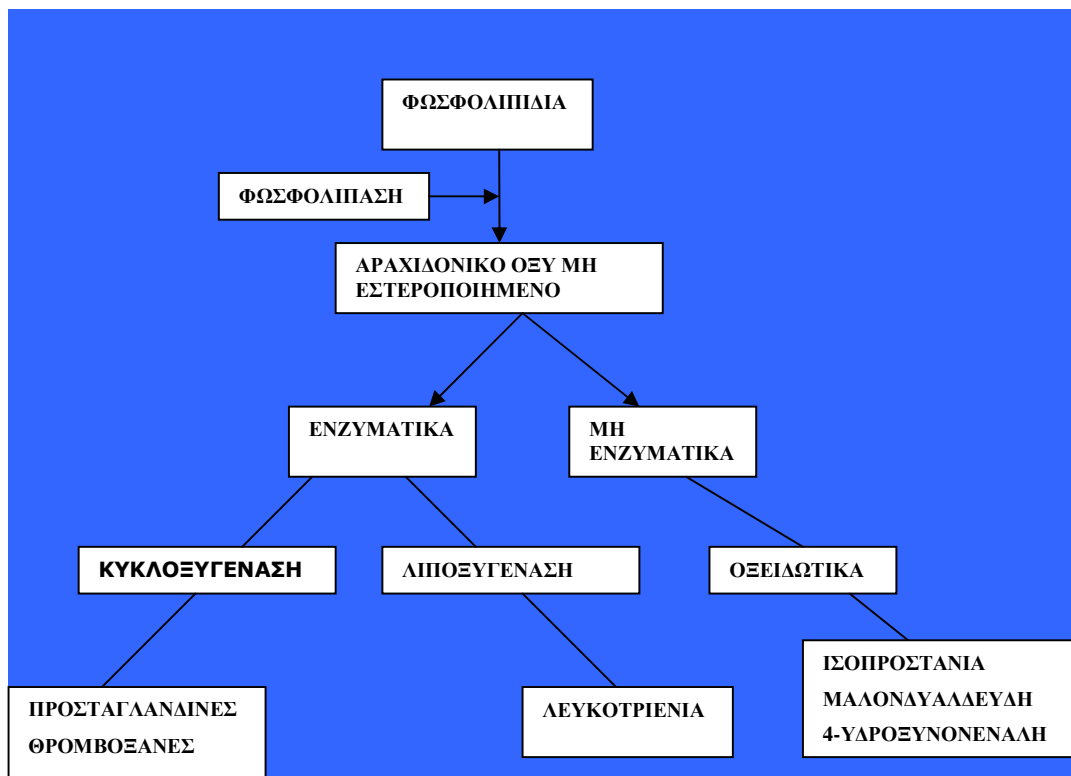 ΦΩΣΦΟΛΙΠΙΔΙΑ
ΦΩΣΦΟΛΙΠΑΣΗ
ΑΡΑΧΙΔΟΝΙΚΟ ΟΞΥ ΜΗ
ΕΣΤΕΡΟΠΟΙΗΜΕΝΟ
ΕΝΖΥΜΑΤΙΚΑ
ΜΗ
ΕΝΖΥΜΑΤΙΚΑ
ΚΥΚΛΟΞΥΓΕΝΑΣΗ
ΛΙΠΟΞΥΓΕΝΑΣΗ
ΟΞΕΙΔΩΤΙΚΑ
ΠΡΟΣΤΑΓΛΑΝΔΙΝΕΣ
ΘΡΟΜΒΟΞΑΝΕΣ
ΛΕΥΚΟΤΡΙΕΝΙΑ
ΙΣΟΠΡΟΣΤΑΝΙΑ
ΜΑΛΟΝΔΥΑΛΔΕΥΔΗ
4-ΥΔΡΟΞΥΝΟΝΕΝΑΛΗ